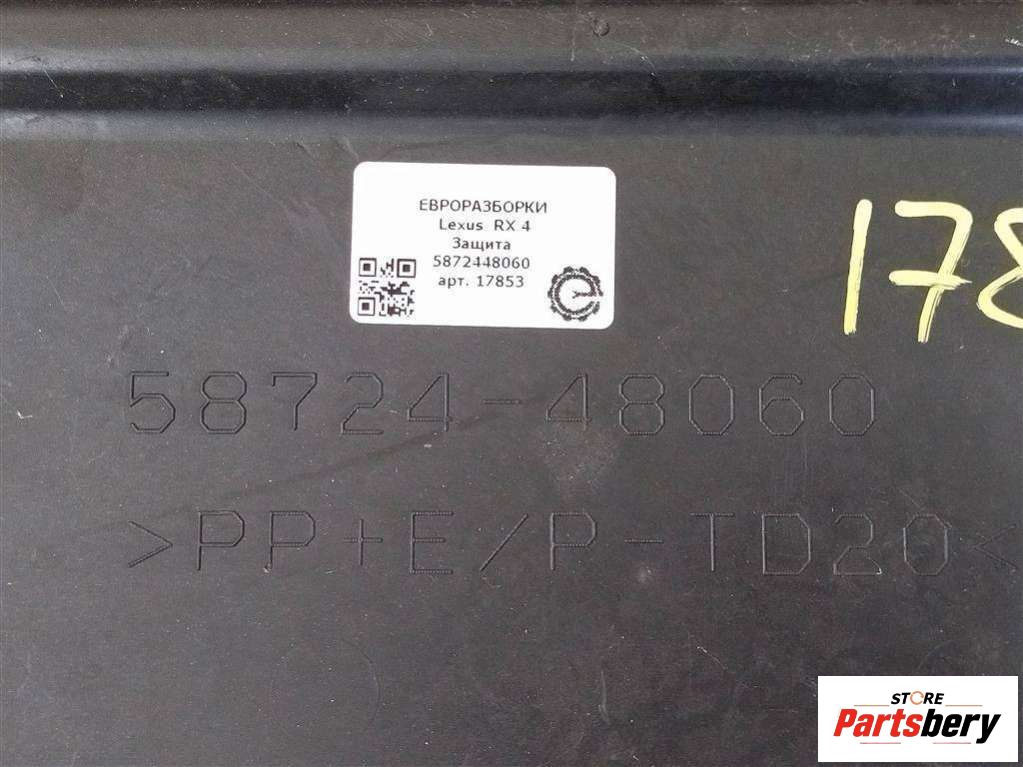 ЕВРОРАЗБОРКИ
Lexus RX 4
Защита
5872448060
арт. 17853
178
58724-48060
>PP+E/P-TD20<
STORE
Partsbery